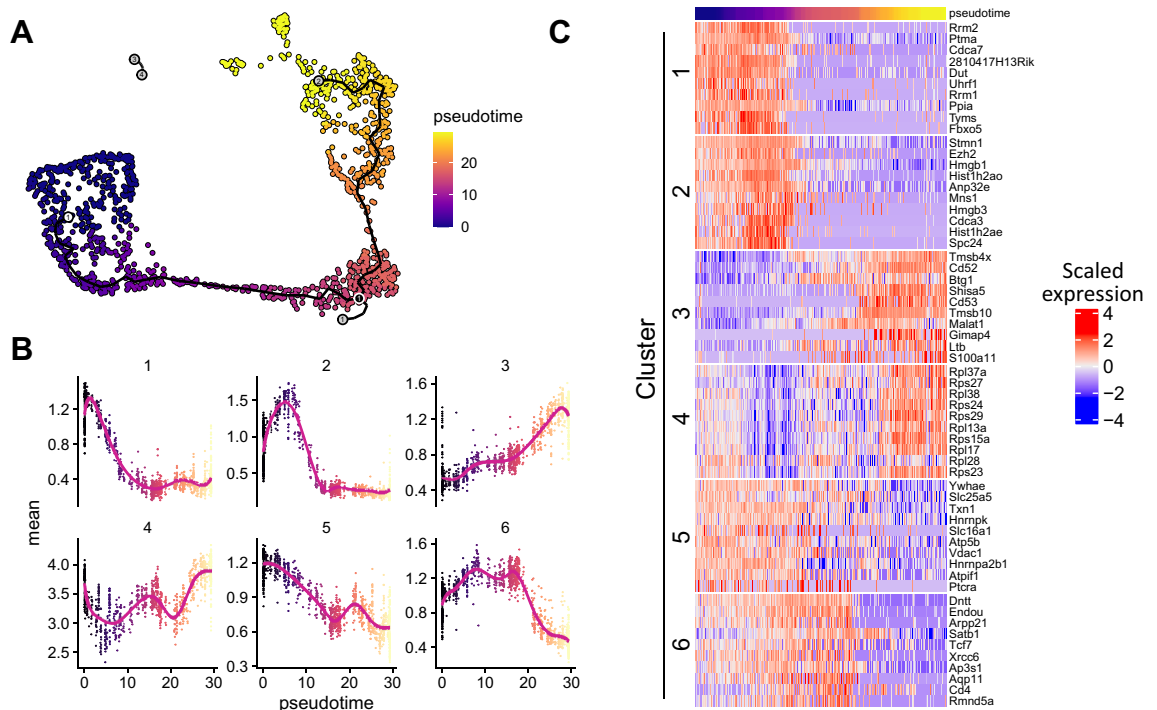 A
3
4
2
1
1
1
pseudotime
20
10
0
B
1
2
3
1.2
0.8
0.4
1.5
1.0
0.5
1.6
1.2
0.8
0.4
4
5
6
4.0
3.5
3.0
2.5
1.2
0.9
0.6
0.3
1.6
1.2
0.8
0.4
0 10 20 30
0 10 20 30
0 10 20 30
mean
pseudotime
C
pseudotime
Cluster
1
Rrm2
Ptma
Cdca7
2810417H13Rik
Dut
Uhrf1
Rrm1
Ppia
Tyms
Fbxo5
2
Stmn1
Ezh2
Hmgb1
Hist1h2ao
Anp32e
Mns1
Hmgb3
Cdca3
Hist1h2ae
Spc24
3
Tmsb4x
Cd52
Btg1
Shisa5
Cd53
Tmsb10
Malat1
Gimap4
Ltb
S100a11
4
Rpl37a
Rps27
Rpl38
Rps24
Rps29
Rpl13a
Rps15a
Rpl17
Rpl28
Rps23
5
Ywhae
Slc25a5
Txn1
Hnrnpk
Slc16a1
Atp5b
Vdac1
Hnrnpa2b1
Atpif1
Ptcra
6
Dntt
Endou
Arpp21
Satb1
Tcf7
Xrcc6
Ap3s1
Aqp11
Cd4
Rmnd5a
Scaled
expression
4
2
0
−2
−4